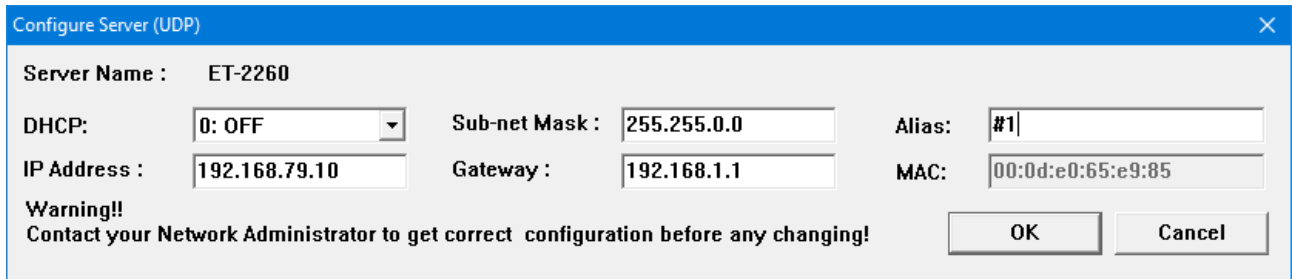 Configure Server (UDP)
Server Name : ET-2260
DHCP: 0: OFF Sub-net Mask : 255.255.0.0 Alias: #1
IP Address : 192.168.79.10 Gateway : 192.168.1.1 MAC: 00:0d:e0:65:e9:85
Warning!!
Contact your Network Administrator to get correct configuration before any changing!
OK Cancel